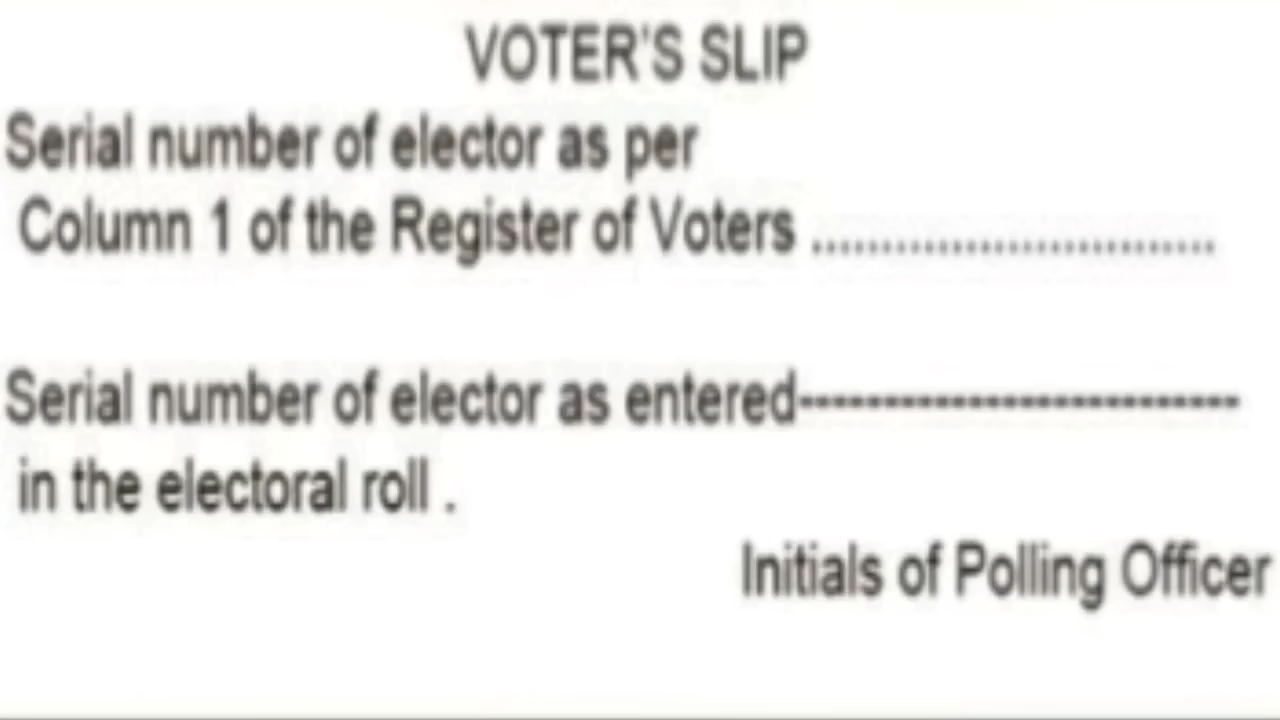 VOTER'S SLIP
Serial number of elector as per
Column 1 of the Register of Voters ............................
Serial number of elector as entered---------------------------
in the electoral roll .
Initials of Polling Officer